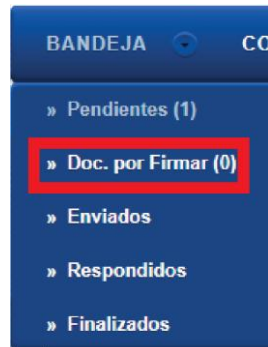 BANDEJA CO
» Pendientes (1)
» Doc. por Firmar (0)
» Enviados
» Respondidos
» Finalizados